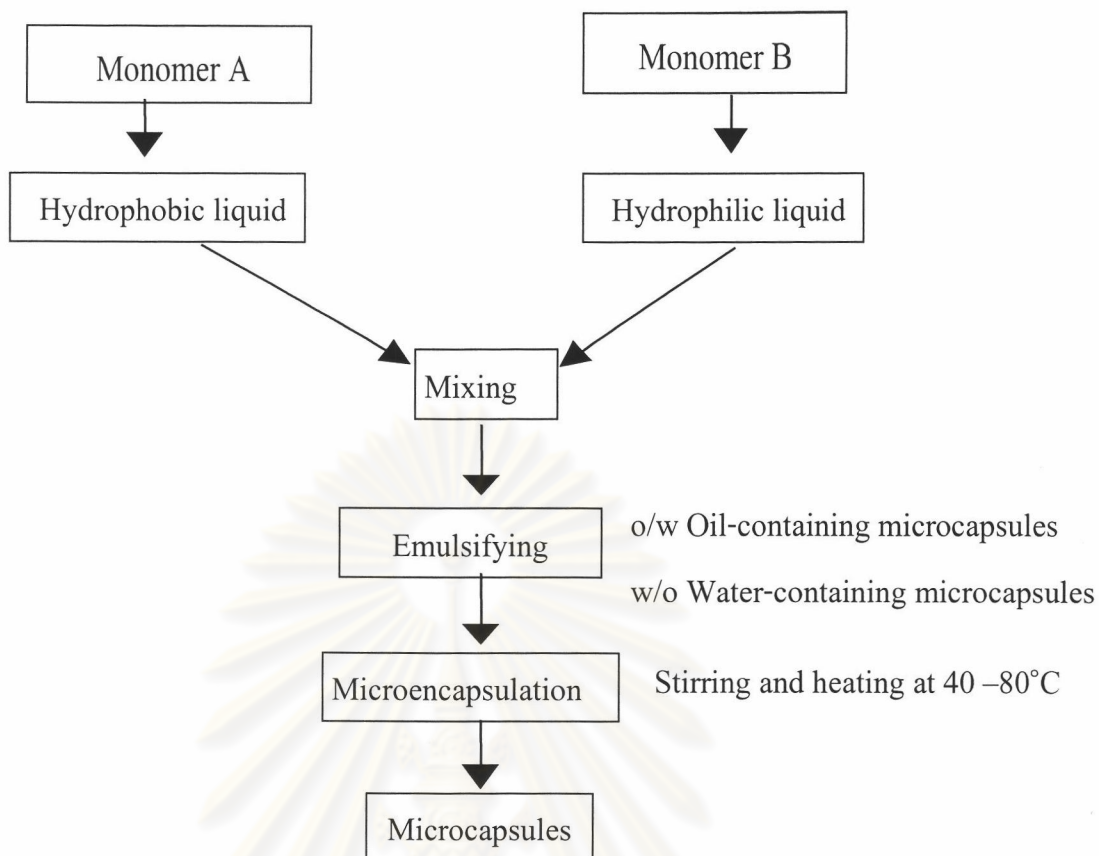 Monomer A
Monomer B
Hydrophobic liquid
Hydrophilic liquid
Mixing
Emulsifying
o/w Oil-containing microcapsules
w/o Water-containing microcapsules
Microencapsulation
Stirring and heating at 40 –80°C
Microcapsules